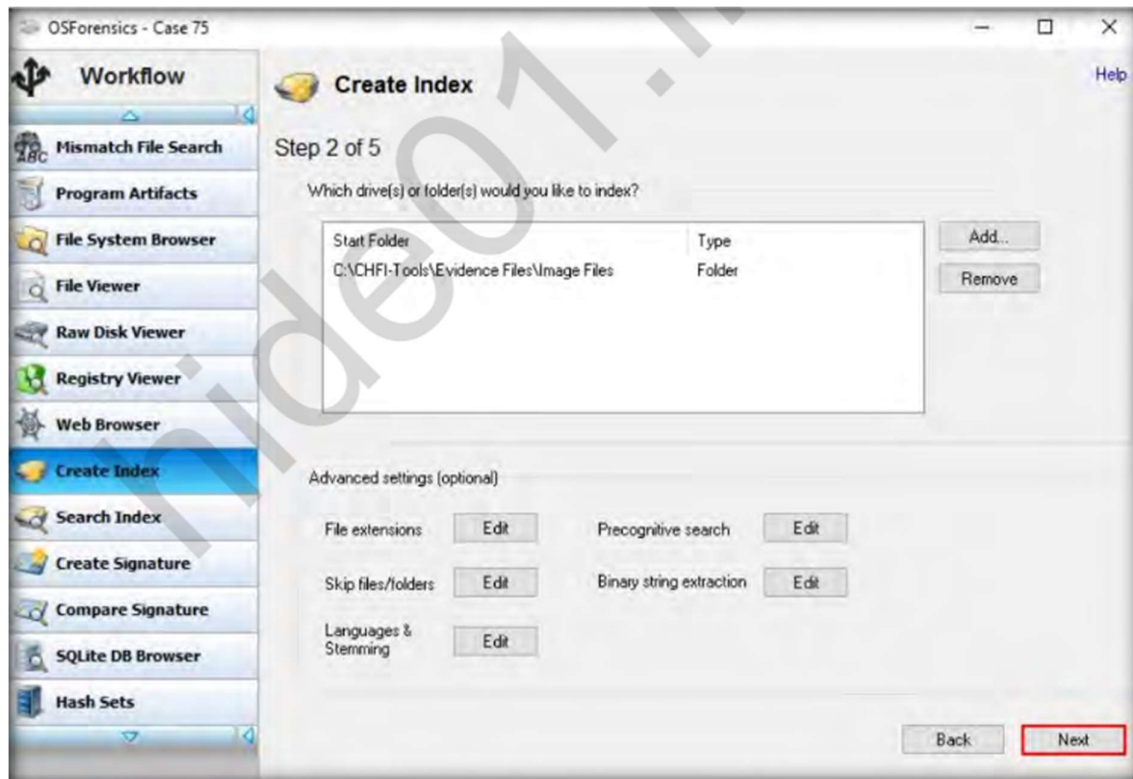 OSForensics - Case 75
Workflow
Mismatch File Search
Program Artifacts
File System Browser
File Viewer
Raw Disk Viewer
Registry Viewer
Web Browser
Create Index
Search Index
Create Signature
Compare Signature
SQLite DB Browser
Hash Sets
Create Index
Help
Step 2 of 5
Which drive(s) or folder(s) would you like to index?
Start Folder Type
C:\CHFI-Tools\Evidence Files\Image Files Folder
Add...
Remove
Advanced settings (optional)
File extensions Edit Precognitive search Edit
Skip files/folders Edit Binary string extraction Edit
Languages &
Stemming Edit
Back Next
hide01.